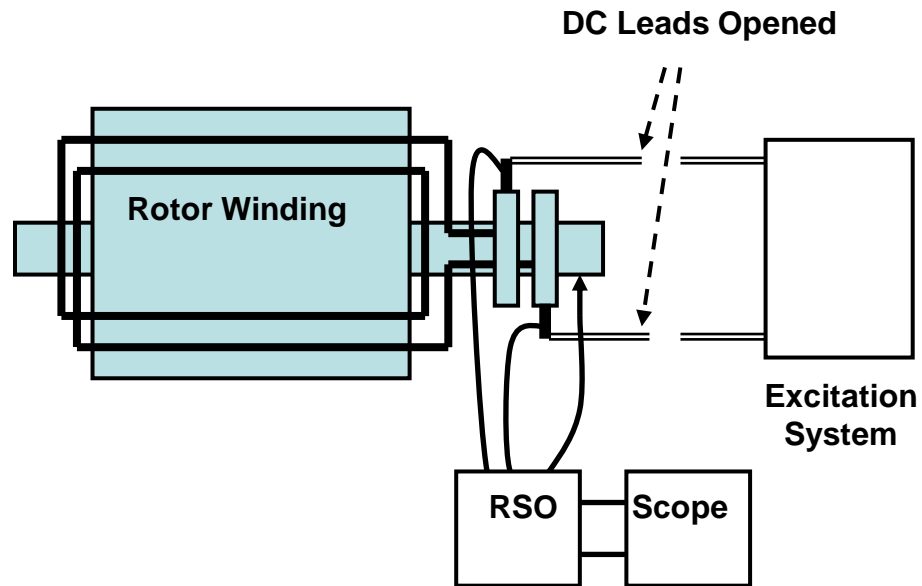 DC Leads Opened
Rotor Winding
Excitation
System
RSO
Scope